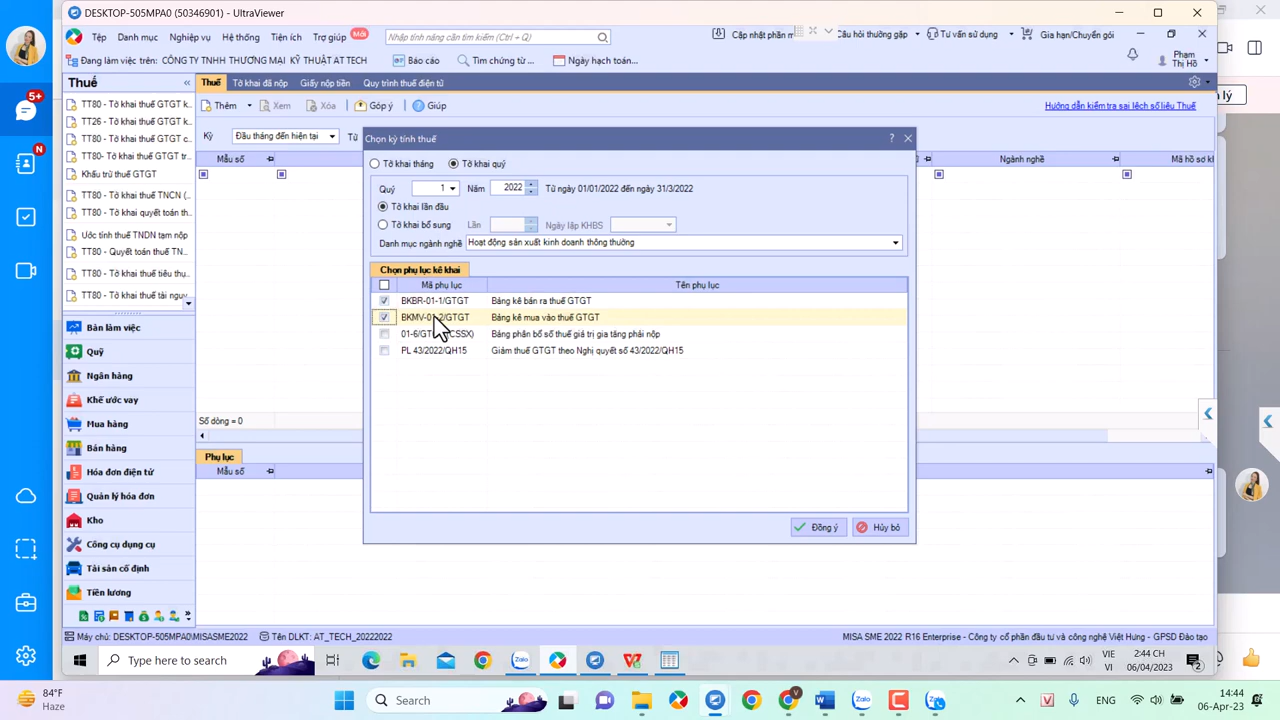 DESKTOP-505MPA0 (50346901) - UltraViewer
Tệp Danh mục Nghiệp vụ Hệ thống Tiện ích Trợ giúp Mới Nhập tính năng cần tìm kiếm (Ctrl + Q) Cập nhật phần m Câu hỏi thường gặp Tư vấn sử dụng Gia hạn/Chuyển gói
Đang làm việc trên: CÔNG TY TNHH THƯƠNG MẠI KỸ THUẬT AT TECH Báo cáo Tìm chứng từ ... Ngày hạch toán... Phạm Thị Hồ
Thuế « Thuế Tờ khai đã nộp Giấy nộp tiền Quy trình thuế điện tử
Thêm Xem Xóa Góp ý Giúp Hướng dẫn kiểm tra sai lệch số liệu Thuế
TT80 - Tờ khai thuế GTGT k...
TT26 - Tờ khai thuế GTGT k...
TT80 - Tờ khai thuế GTGT c...
TT80- Tờ khai thuế GTGT tr...
Khấu trừ thuế GTGT
TT80 - Tờ khai thuế TNCN (...
TT80 - Tờ khai quyết toán th...
Ước tính thuế TNDN tạm nộp
TT80 - Quyết toán thuế TN...
TT80 - Tờ khai thuế tiêu thụ...
TT80 - Tờ khai thuế tài nguy...
Kỳ Đầu tháng đến hiện tại Từ
Mẫu số Ngành nghề Mã hồ sơ kh
Chọn kỳ tính thuế ? ×
Tờ khai tháng Tờ khai quý
Quý 1 Năm 2022 Từ ngày 01/01/2022 đến ngày 31/3/2022
Tờ khai lần đầu
Tờ khai bổ sung Lần Ngày lập KHBS
Danh mục ngành nghề Hoạt động sản xuất kinh doanh thông thường
Chọn phụ lục kê khai
Mã phụ lục Tên phụ lục
BKBR-01-1/GTGT Bảng kê bán ra thuế GTGT
BKMV-01-2/GTGT Bảng kê mua vào thuế GTGT
Bảng phân bổ số thuế giá trị gia tăng phải nộp
PL 43/2022/QH15 Giảm thuế GTGT theo Nghị quyết số 43/2022/QH15
Đồng ý Hủy bỏ
Bàn làm việc
Quỹ
Ngân hàng
Khế ước vay
Mua hàng
Bán hàng
Hóa đơn điện tử
Quản lý hóa đơn
Kho
Công cụ dụng cụ
Tài sản cố định
Tiền lương
Số dòng = 0
Phụ lục
Mẫu số
Máy chủ: DESKTOP-505MPA0\MISASME2022 Tên DLKT: AT_TECH_20222022 MISA SME 2022 R16 Enterprise - Công ty cổ phần đầu tư và công nghệ Việt Hưng - GPSD Đào tạo
Type here to search VIE VI 2:44 CH 06/04/2023 2
84°F Haze Search ENG 14:44 06-Apr-23
5+
N
lý